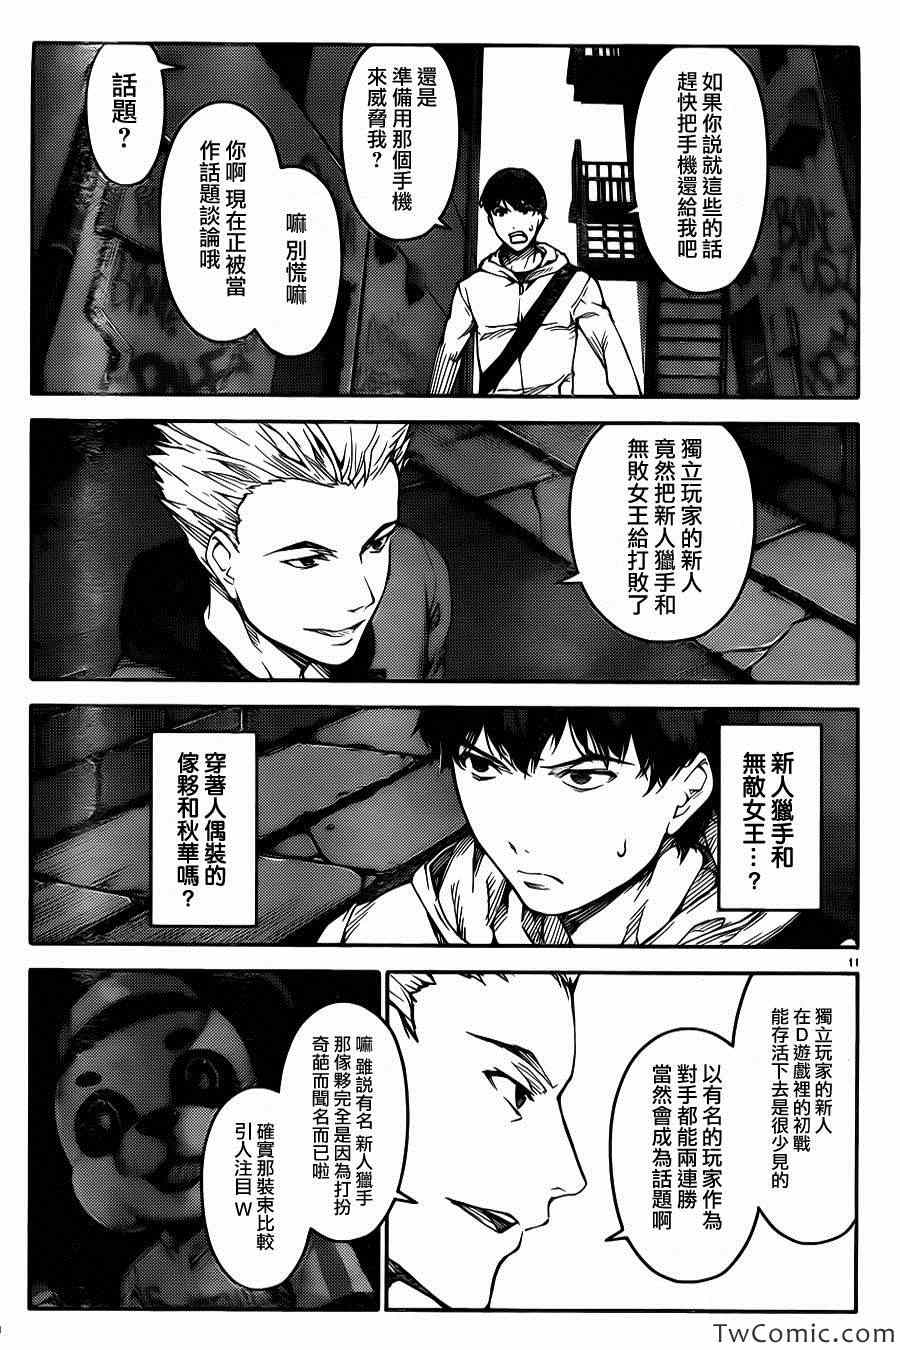 如果你説就這些的話
趕快把手機還給我吧
還是
準備用那個手機
來威脅我？
嘛 別慌嘛
你啊 現在正被當
作話題談論哦
話題？
獨立玩家的新人
竟然把新人獵手和
無敗女王給打敗了
新人獵手和
無敵女王…？
穿著人偶裝的
傢夥和秋華嗎？
11
獨立玩家的新人
在D遊戲裡的初戰
能存活下去是很少見的
以有名的玩家作為
對手都能兩連勝
當然會成為話題啊
嘛 雖説有名 新人獵手
那傢夥完全是因為打扮
奇葩而聞名而已啦
確實那裝束比較
引人注目W
TwComic.com